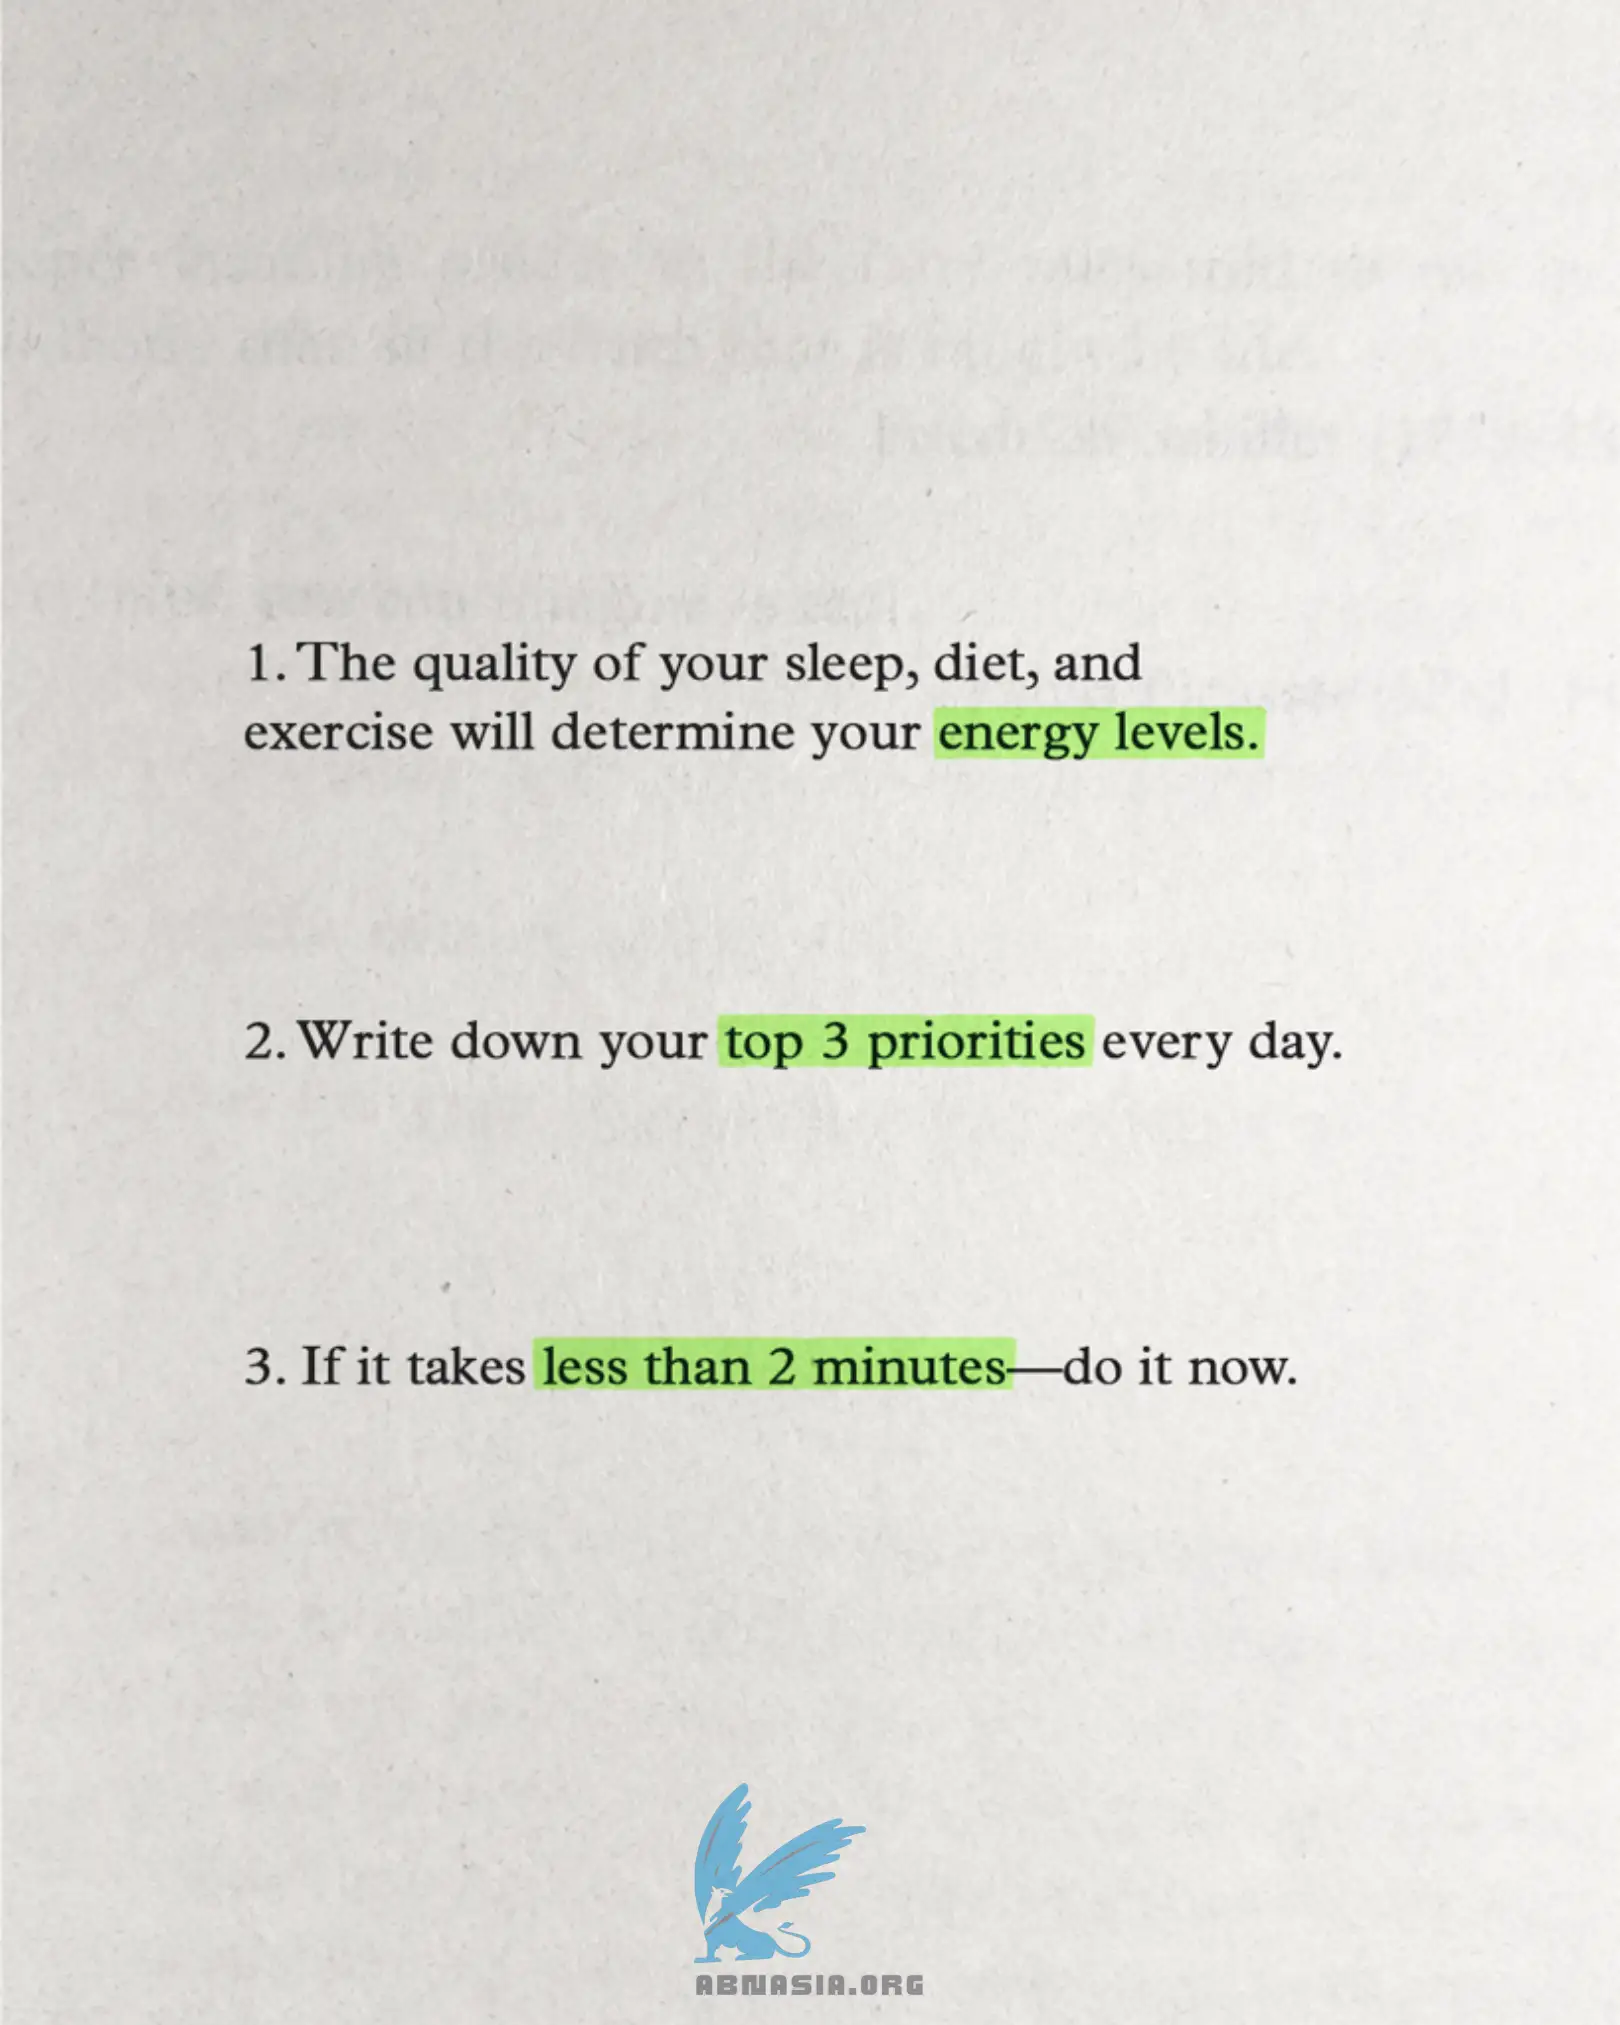 1. The quality of your sleep, diet, and
exercise will determine your energy levels.
2. Write down your top 3 priorities every day.
3. If it takes less than 2 minutes—do it now.
ABNASIA.ORG